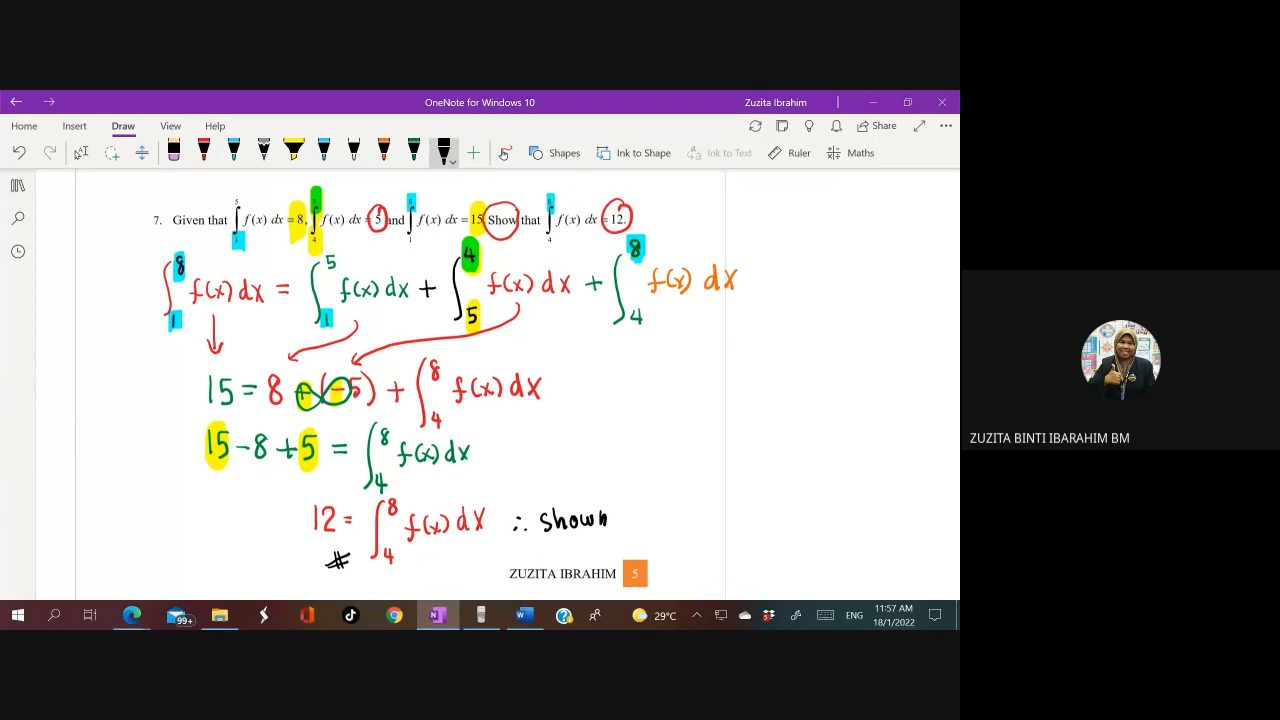 OneNote for Windows 10
Zuzita Ibrahim
Home Insert Draw View Help
Share
Shapes Ink to Shape Ink to Text Ruler Maths
7. Given that ∫₁⁵ f(x) dx = 8, ∫₄⁵ f(x) dx = 5 and ∫₁⁸ f(x) dx = 15. Show that ∫₄⁸ f(x) dx = 12.
∫₁⁸ f(x) dx = ∫₁⁵ f(x) dx + ∫₅⁴ f(x) dx + ∫₄⁸ f(x) dx
15 = 8 + (-5) + ∫₄⁸ f(x) dx
15 - 8 + 5 = ∫₄⁸ f(x) dx
12 = ∫₄⁸ f(x) dx ∴ shown
#
ZUZITA IBRAHIM 5
ZUZITA BINTI IBARAHIM BM
99+
29°C
ENG
11:57 AM
18/1/2022